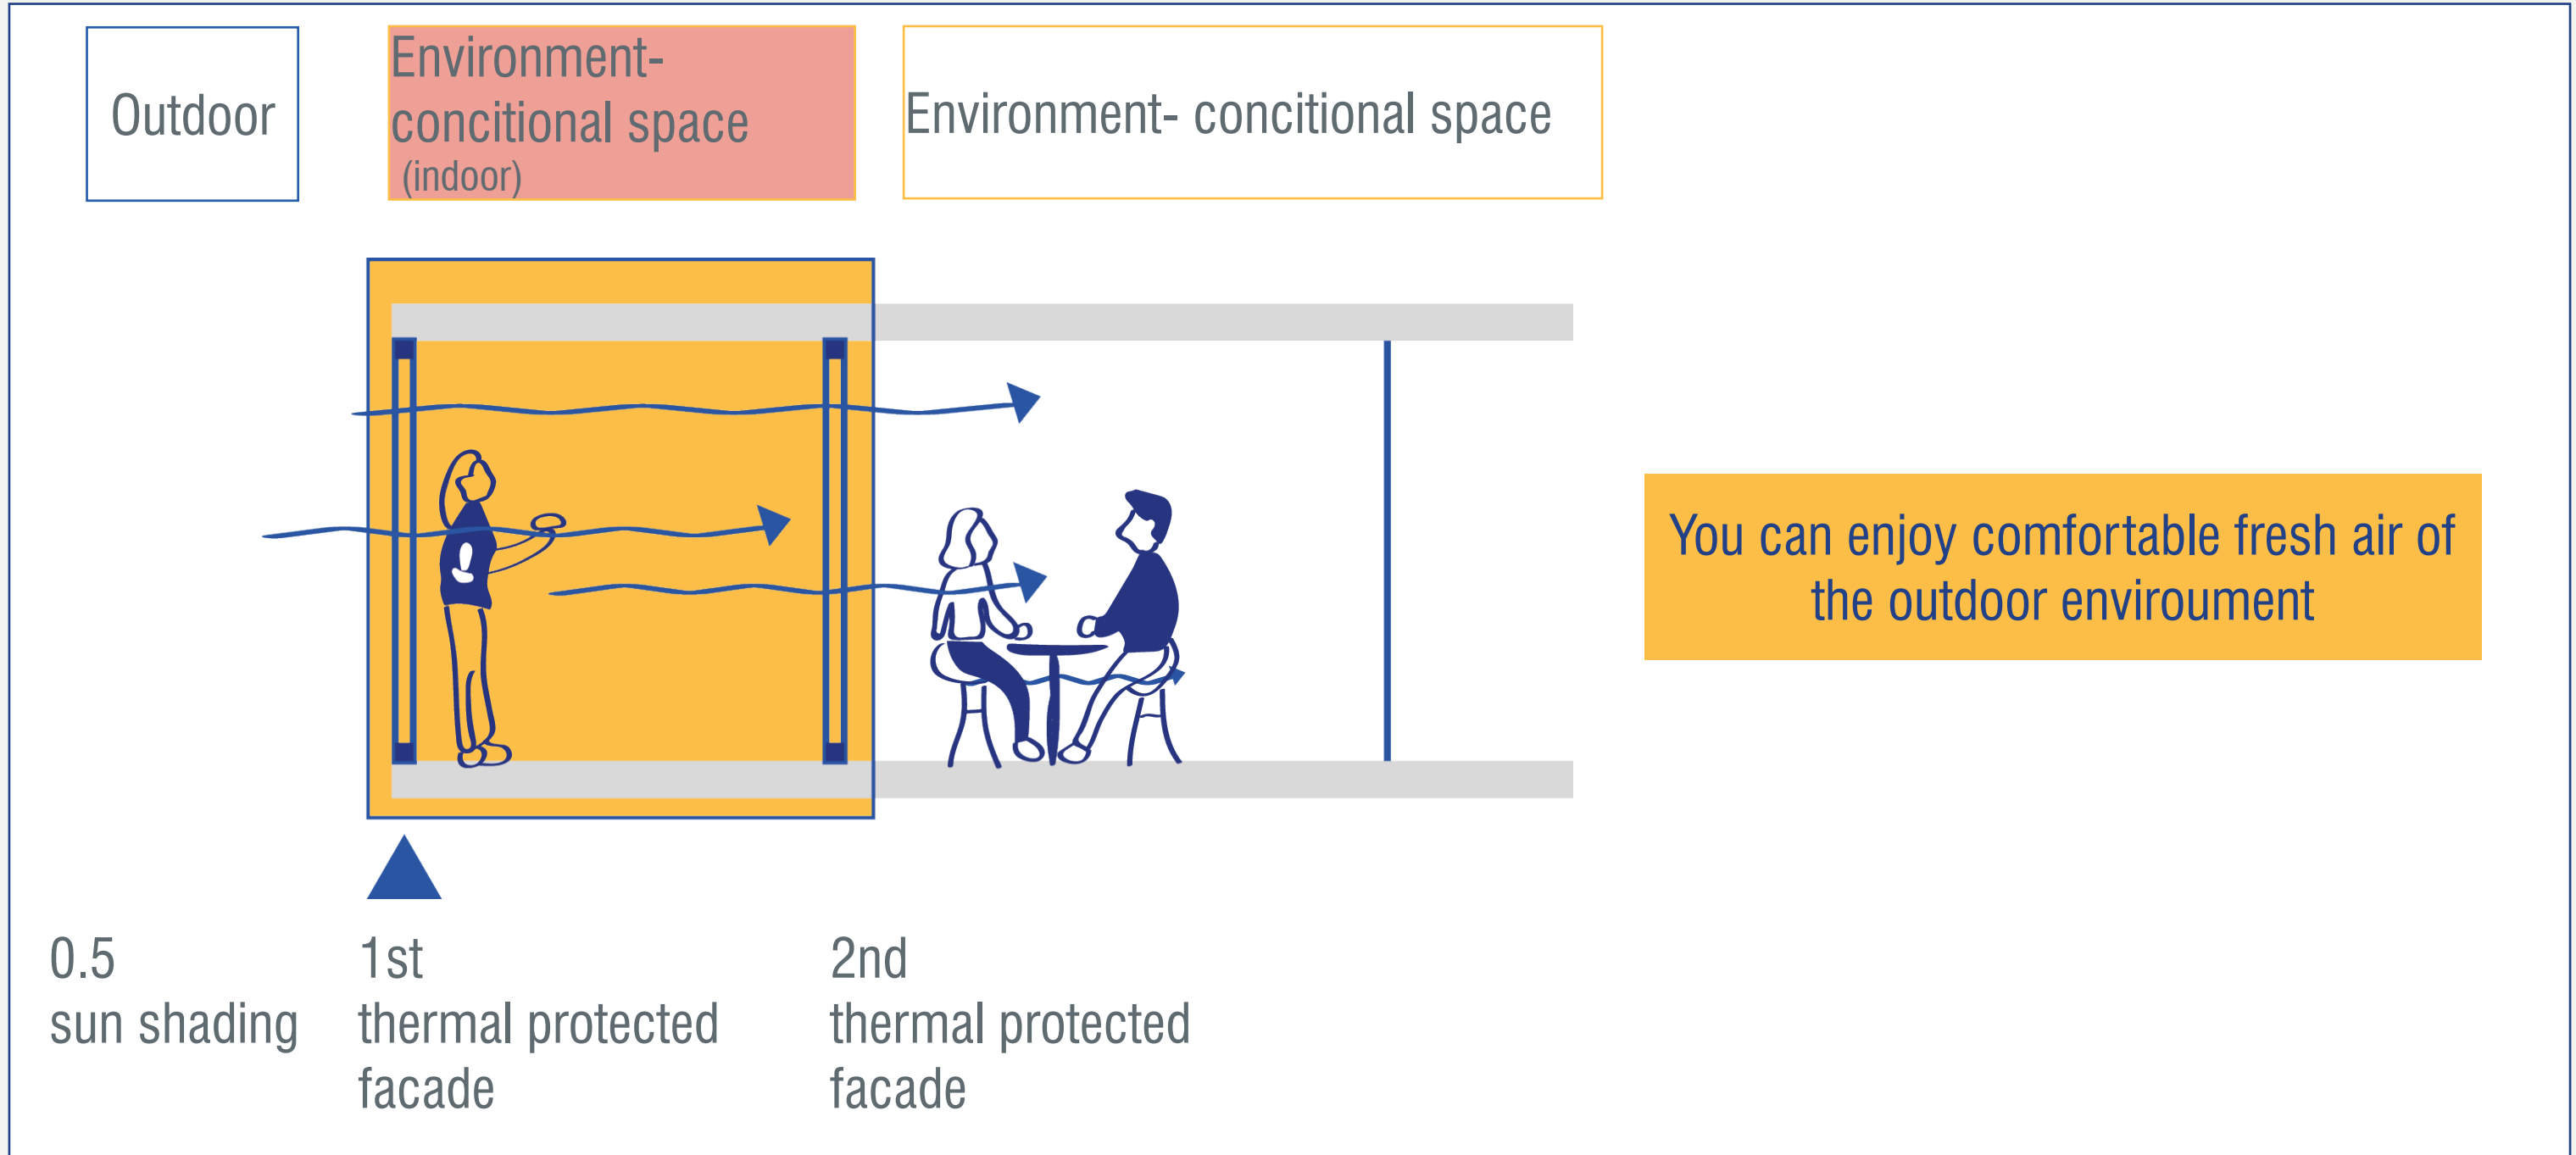 Outdoor
Environment-
concitional space
(indoor)
Environment- concitional space
You can enjoy comfortable fresh air of
the outdoor enviroument
0.5
sun shading
1st
thermal protected
facade
2nd
thermal protected
facade